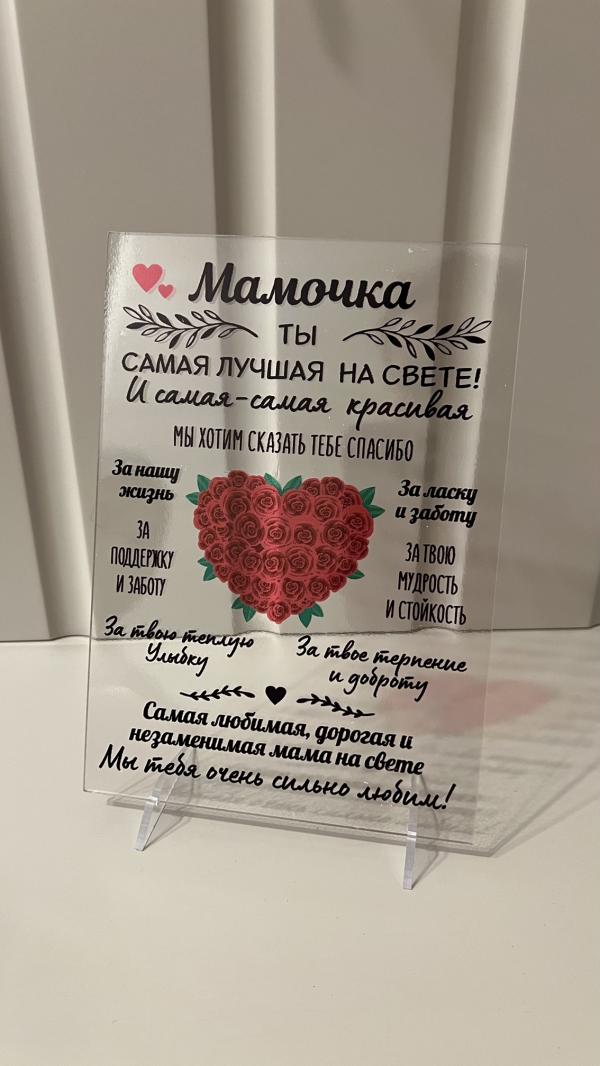 Мамочка
ТЫ
САМАЯ ЛУЧШАЯ НА СВЕТЕ!
И самая-самая красивая
МЫ ХОТИМ СКАЗАТЬ ТЕБЕ СПАСИБО
За нашу
жизнь
ЗА
ПОДДЕРЖКУ
И ЗАБОТУ
За ласку
и заботу
ЗА ТВОЮ
МУДРОСТЬ
И СТОЙКОСТЬ
За твою теплую
Улыбку
За твое терпение
и доброту
Самая любимая, дорогая и
незаменимая мама на свете
Мы тебя очень сильно любим!